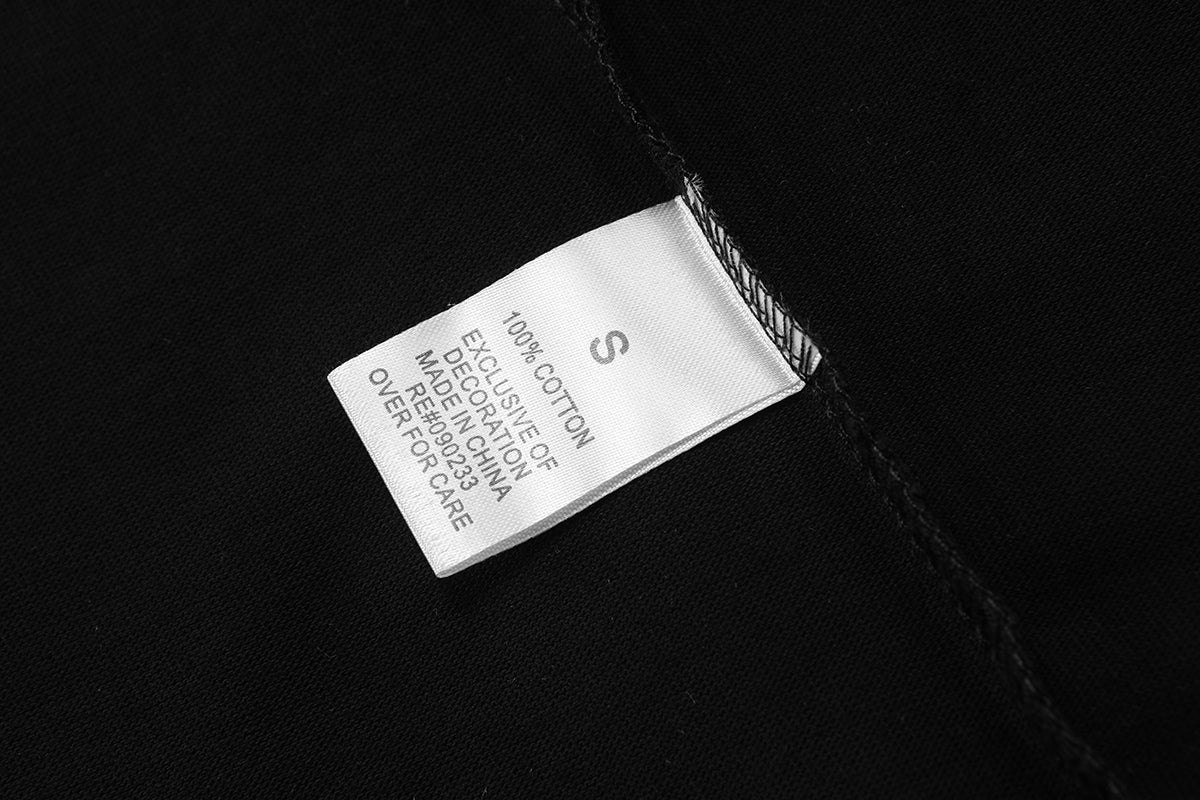 S
100% COTTON
EXCLUSIVE OF
DECORATION
MADE IN CHINA
RE#090233
OVER FOR CARE